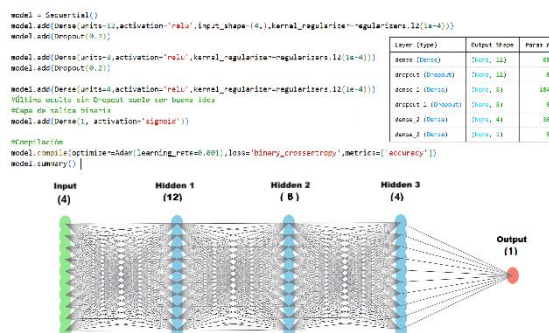 model = Sequential()
model.add(Dense(units=12,activation='relu',input_shape=(4,),kernel_regularizer=regularizers.l2(1e-4)))
model.add(Dropout(0.2))
model.add(Dense(units=8,activation='relu',kernel_regularizer=regularizers.l2(1e-4)))
model.add(Dropout(0.2))
model.add(Dense(units=4,activation='relu',kernel_regularizer=regularizers.l2(1e-4)))
#Última oculta sin Dropout suele ser buena idea
#Capa de salida binaria
model.add(Dense(1, activation='sigmoid'))
#Compilación
model.compile(optimizer=Adam(learning_rate=0.001),loss='binary_crossentropy',metrics=['accuracy'])
model.summary()
Layer (type) Output Shape Param
dense (Dense) (None, 12)
dropout (Dropout) (None, 12)
dense_1 (Dense) (None, 8) 104
dropout_1 (Dropout) (None, 8)
dense_2 (Dense) (None, 4)
dense_3 (Dense) (None, 1)
Input Hidden 1 Hidden 2 Hidden 3
(4) (12) (8) (4)
Output
(1)